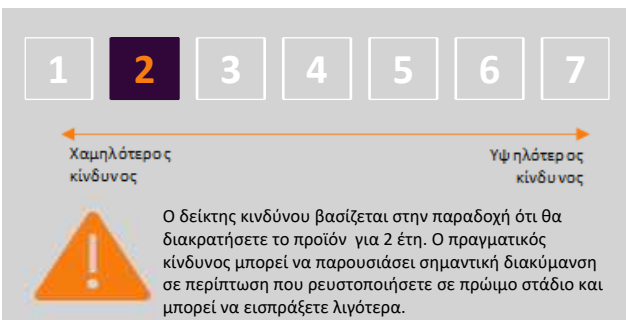 1 2 3 4 5 6 7
Χαμηλότερος Υψηλότερος
κίνδυνος κίνδυνος
Ο δείκτης κινδύνου βασίζεται στην παραδοχή ότι θα
διακρατήσετε το προϊόν για 2 έτη. Ο πραγματικός
κίνδυνος μπορεί να παρουσιάσει σημαντική διακύμανση
σε περίπτωση που ρευστοποιήσετε σε πρώιμο στάδιο και
μπορεί να εισπράξετε λιγότερα.